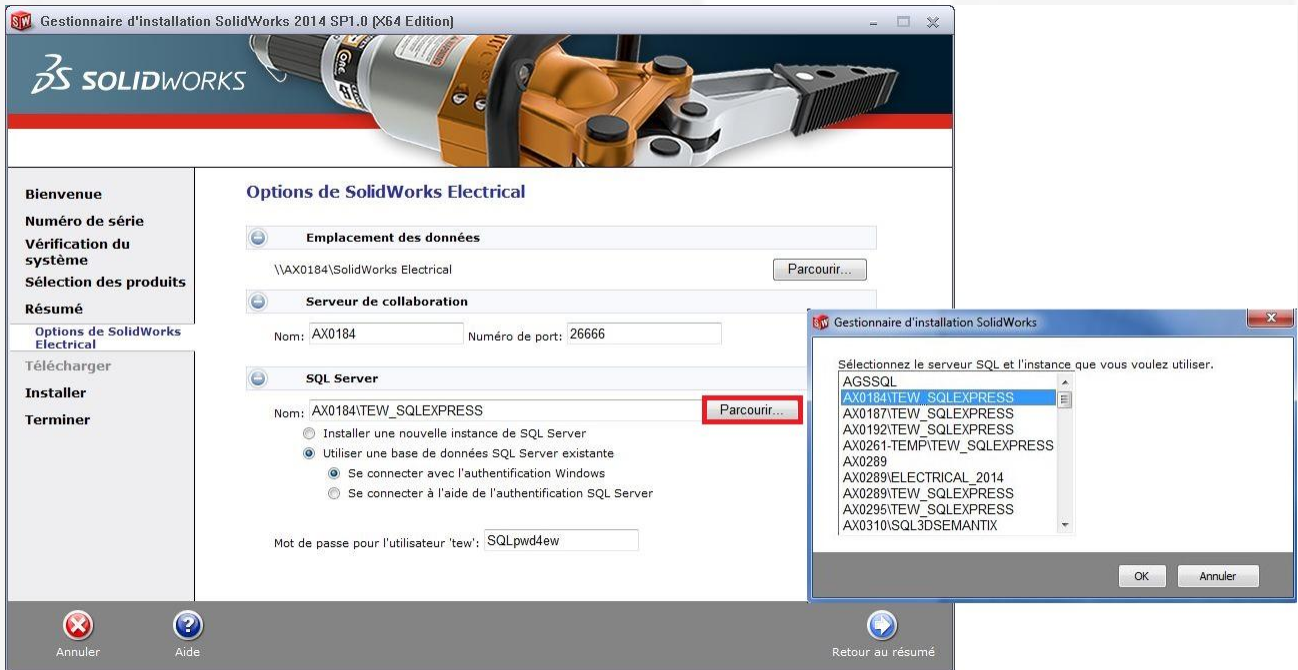 Gestionnaire d'installation SolidWorks 2014 SP1.0 (X64 Edition)
SOLIDWORKS
Bienvenue
Numéro de série
Vérification du
système
Sélection des produits
Résumé
Options de SolidWorks
Electrical
Télécharger
Installer
Terminer
Options de SolidWorks Electrical
Emplacement des données
\\AX0184\SolidWorks Electrical
Parcourir...
Serveur de collaboration
Nom: AX0184 Numéro de port: 26666
SQL Server
Nom: AX0184\TEW_SQLEXPRESS Parcourir...
Installer une nouvelle instance de SQL Server
Utiliser une base de données SQL Server existante
Se connecter avec l'authentification Windows
Se connecter à l'aide de l'authentification SQL Server
Mot de passe pour l'utilisateur 'tew': SQLpwd4ew
Annuler
Aide
Retour au résumé
Gestionnaire d'installation SolidWorks
Sélectionnez le serveur SQL et l'instance que vous voulez utiliser.
AGSSQL
AX0184\TEW_SQLEXPRESS
AX0187\TEW_SQLEXPRESS
AX0192\TEW_SQLEXPRESS
AX0261-TEMP\TEW_SQLEXPRESS
AX0289
AX0289\ELECTRICAL_2014
AX0289\TEW_SQLEXPRESS
AX0295\TEW_SQLEXPRESS
AX0310\SQL3DSEMANTIX
OK
Annuler